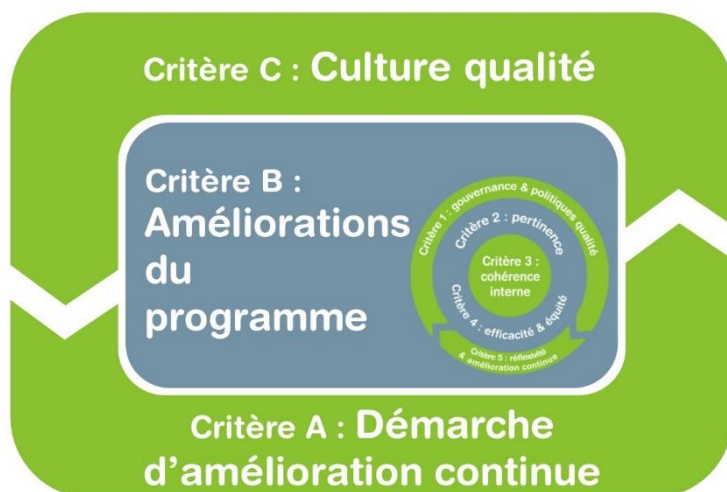 Critère C : Culture qualité
Critère B :
Améliorations
du
programme
Critère 1 : gouvernance & politiques qualité
Critère 2 : pertinence
Critère 3 :
cohérence
interne
Critère 4 : efficacité & équité
Critère 5 : réflexivité
& amélioration continue
Critère A : Démarche
d'amélioration continue